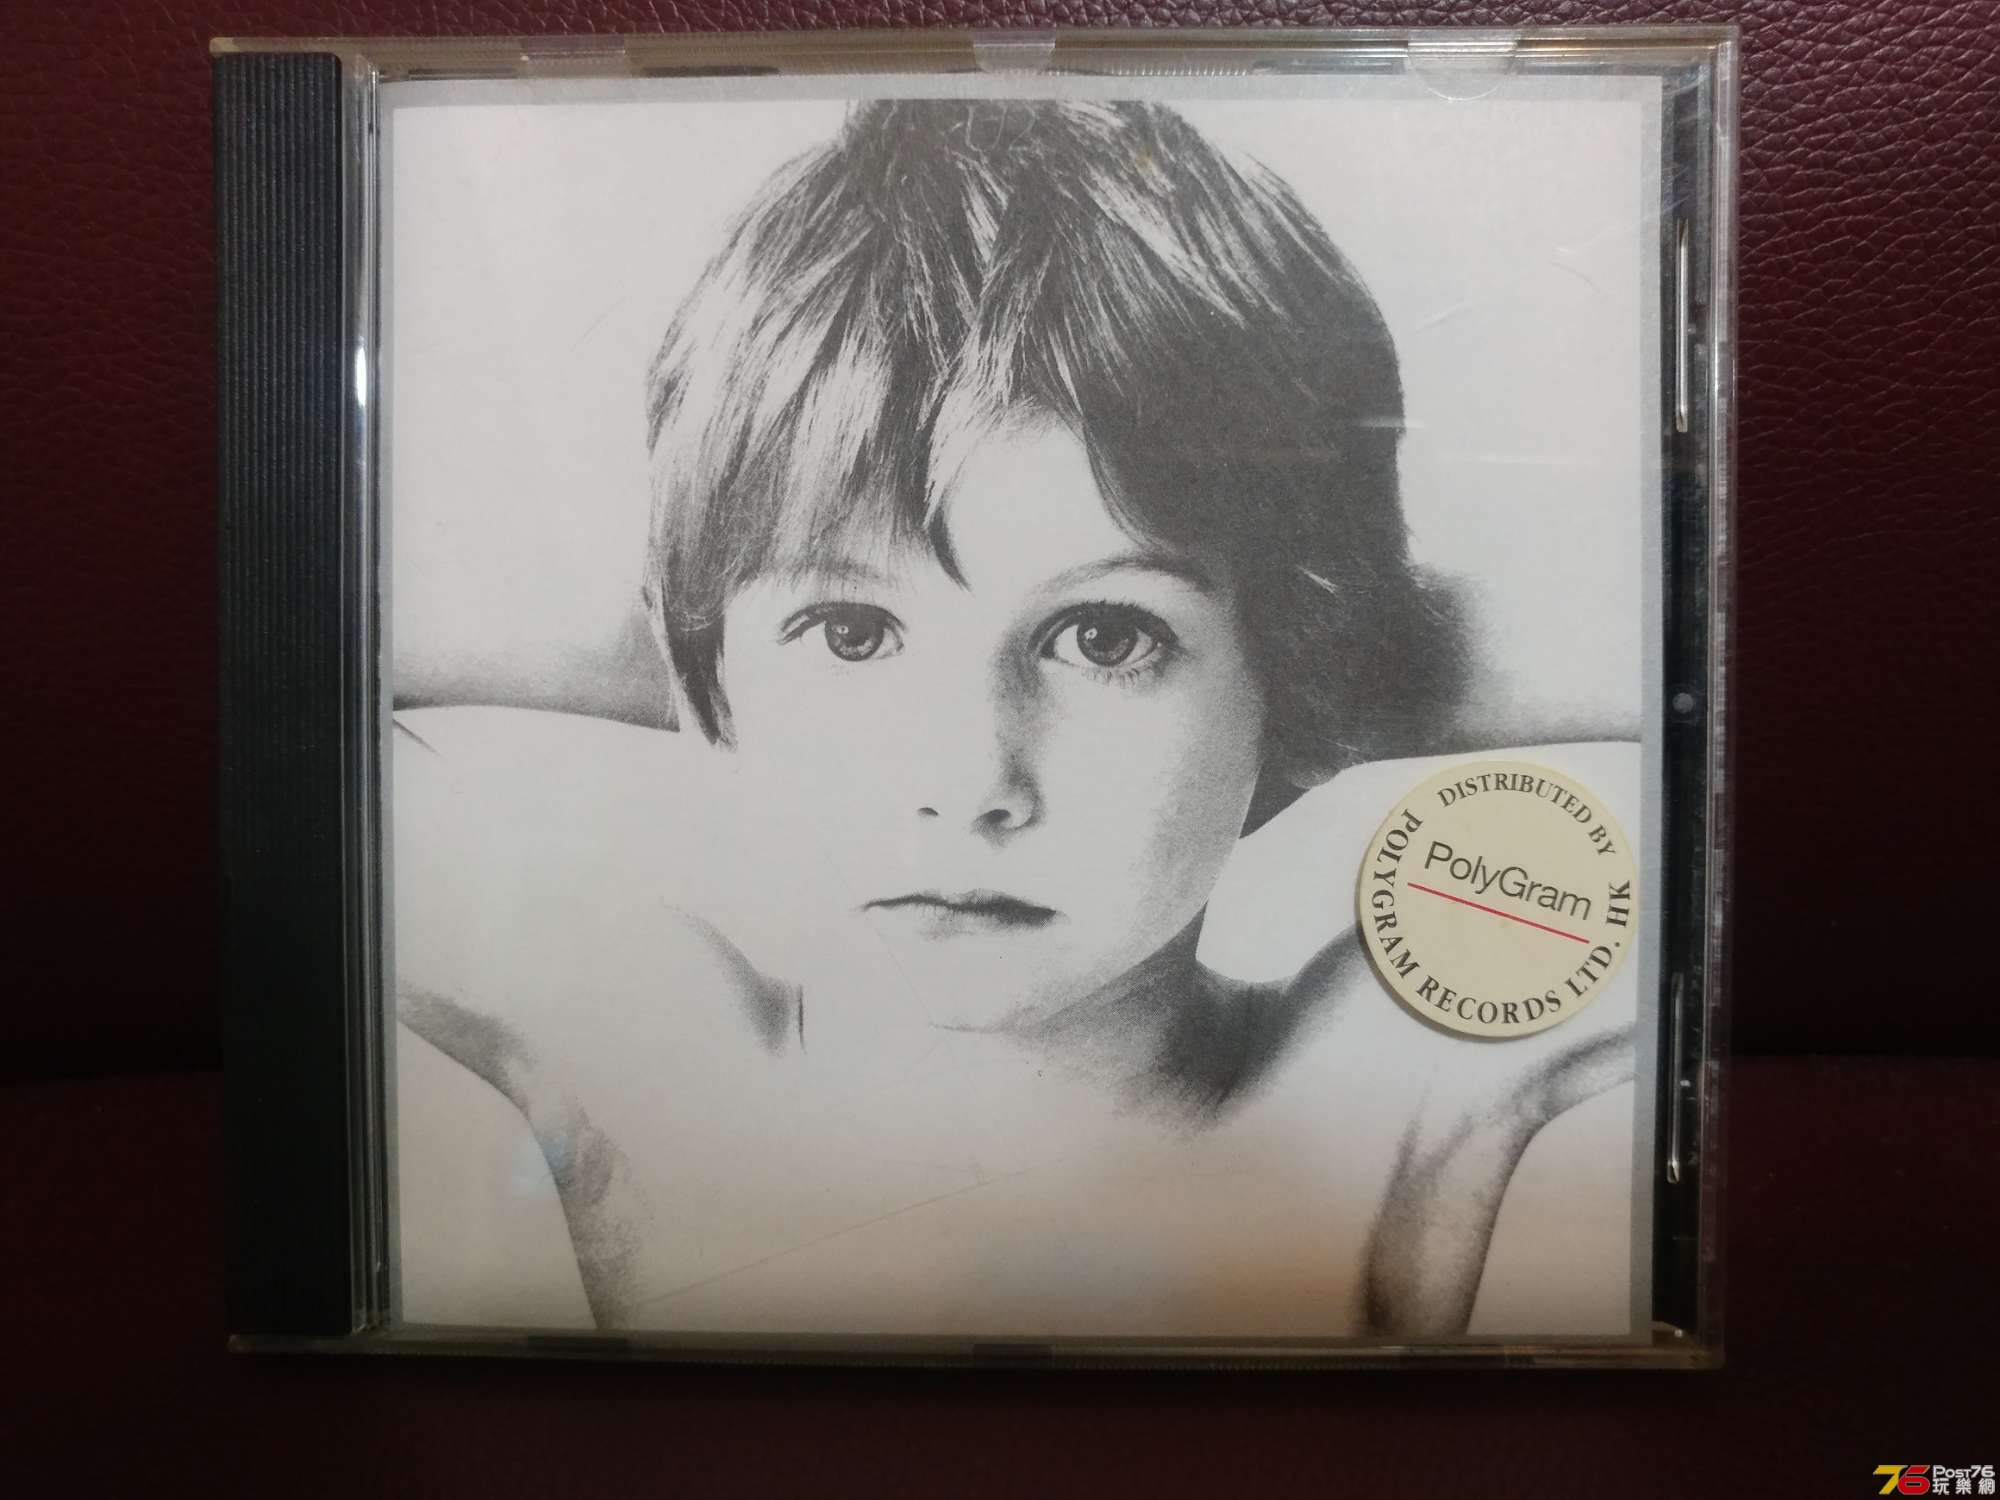 DISTRIBUTED BY
PolyGram
POLYGRAM RECORDS LTD. HK
76 POST76
玩樂網